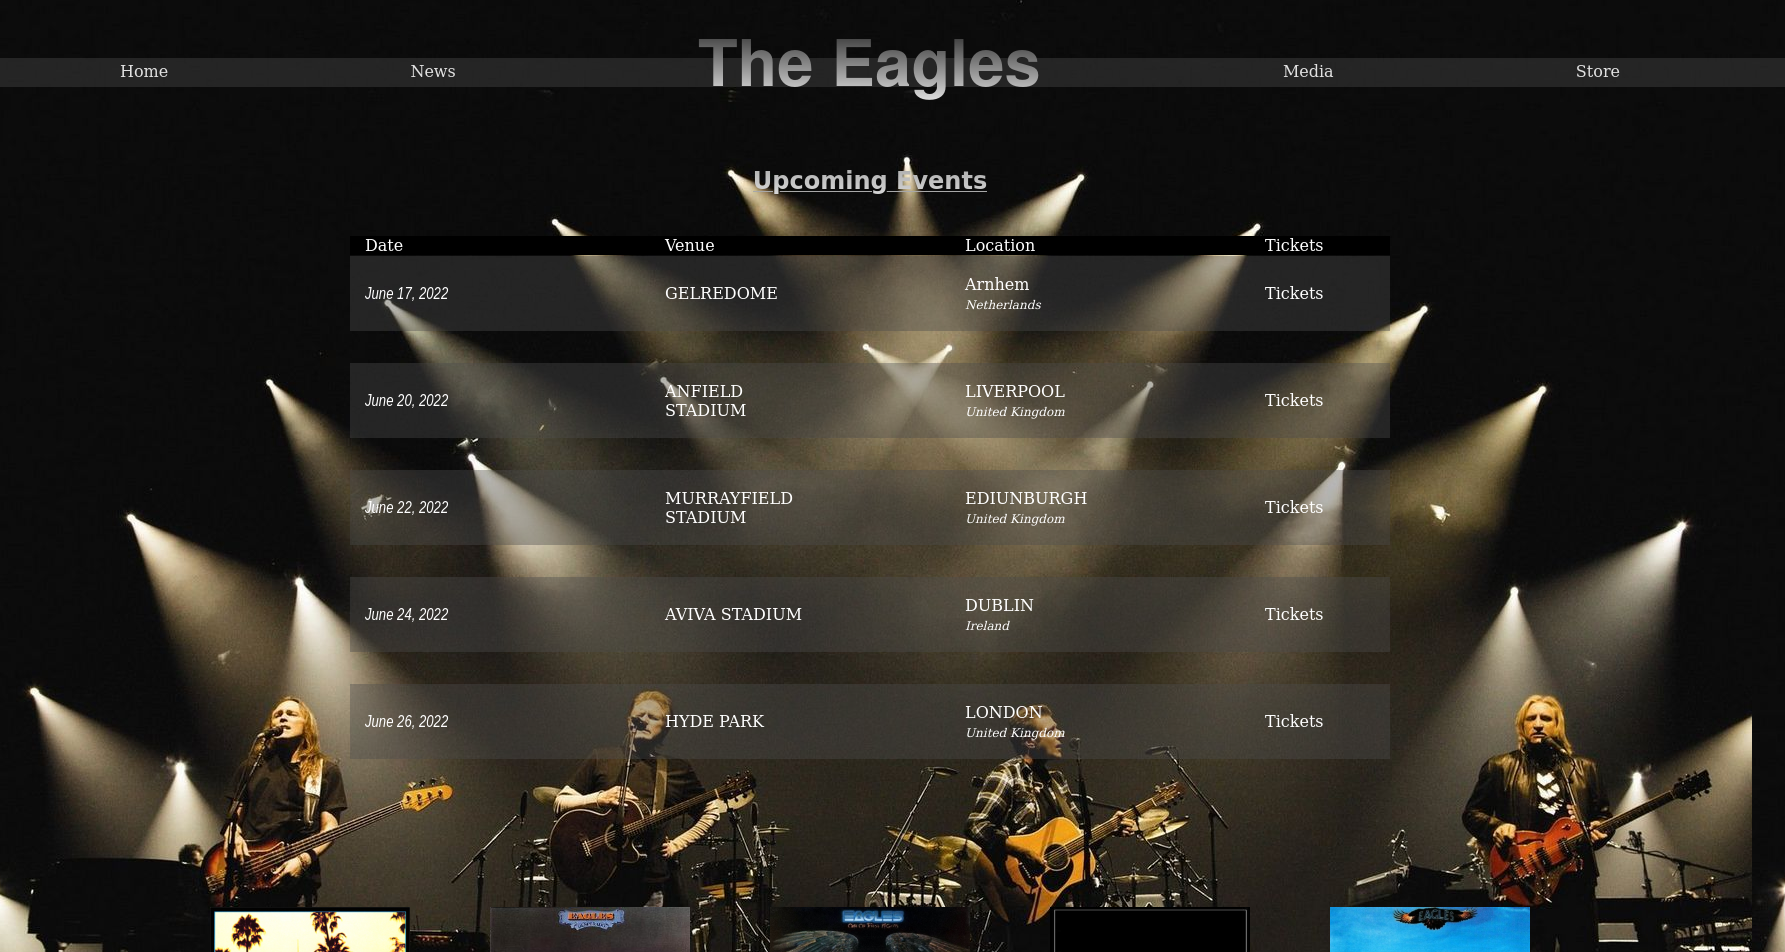 The Eagles
Home News Media Store
Upcoming Events
Date Venue Location Tickets
June 17, 2022 GELREDOME Arnhem Tickets
Netherlands
June 20, 2022 ANFIELD LIVERPOOL Tickets
STADIUM United Kingdom
June 22, 2022 MURRAYFIELD EDIUNBURGH Tickets
STADIUM United Kingdom
June 24, 2022 AVIVA STADIUM DUBLIN Tickets
Ireland
June 26, 2022 HYDE PARK LONDON Tickets
United Kingdom
EAGLES EAGLES EAGLES